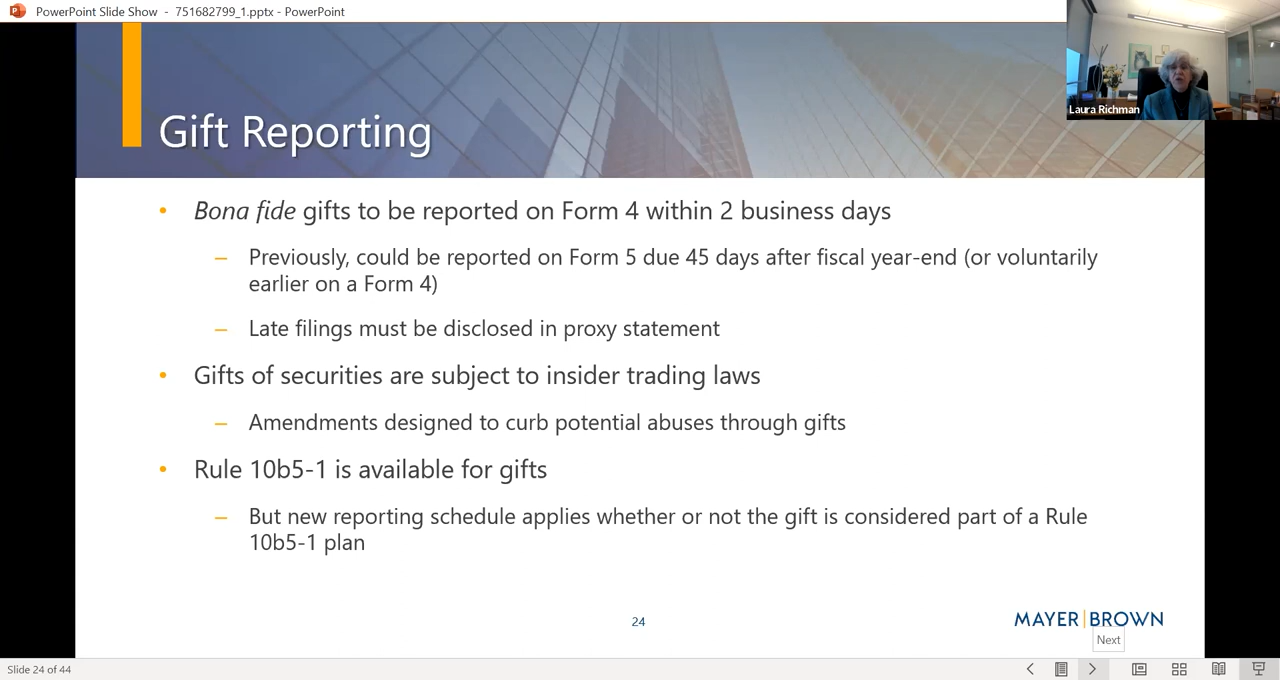 PowerPoint Slide Show - 751682799_1.pptx - PowerPoint
Laura Richman
Gift Reporting
• Bona fide gifts to be reported on Form 4 within 2 business days
– Previously, could be reported on Form 5 due 45 days after fiscal year-end (or voluntarily
earlier on a Form 4)
– Late filings must be disclosed in proxy statement
• Gifts of securities are subject to insider trading laws
– Amendments designed to curb potential abuses through gifts
• Rule 10b5-1 is available for gifts
– But new reporting schedule applies whether or not the gift is considered part of a Rule
10b5-1 plan
24
MAYER|BROWN
Next
Slide 24 of 44